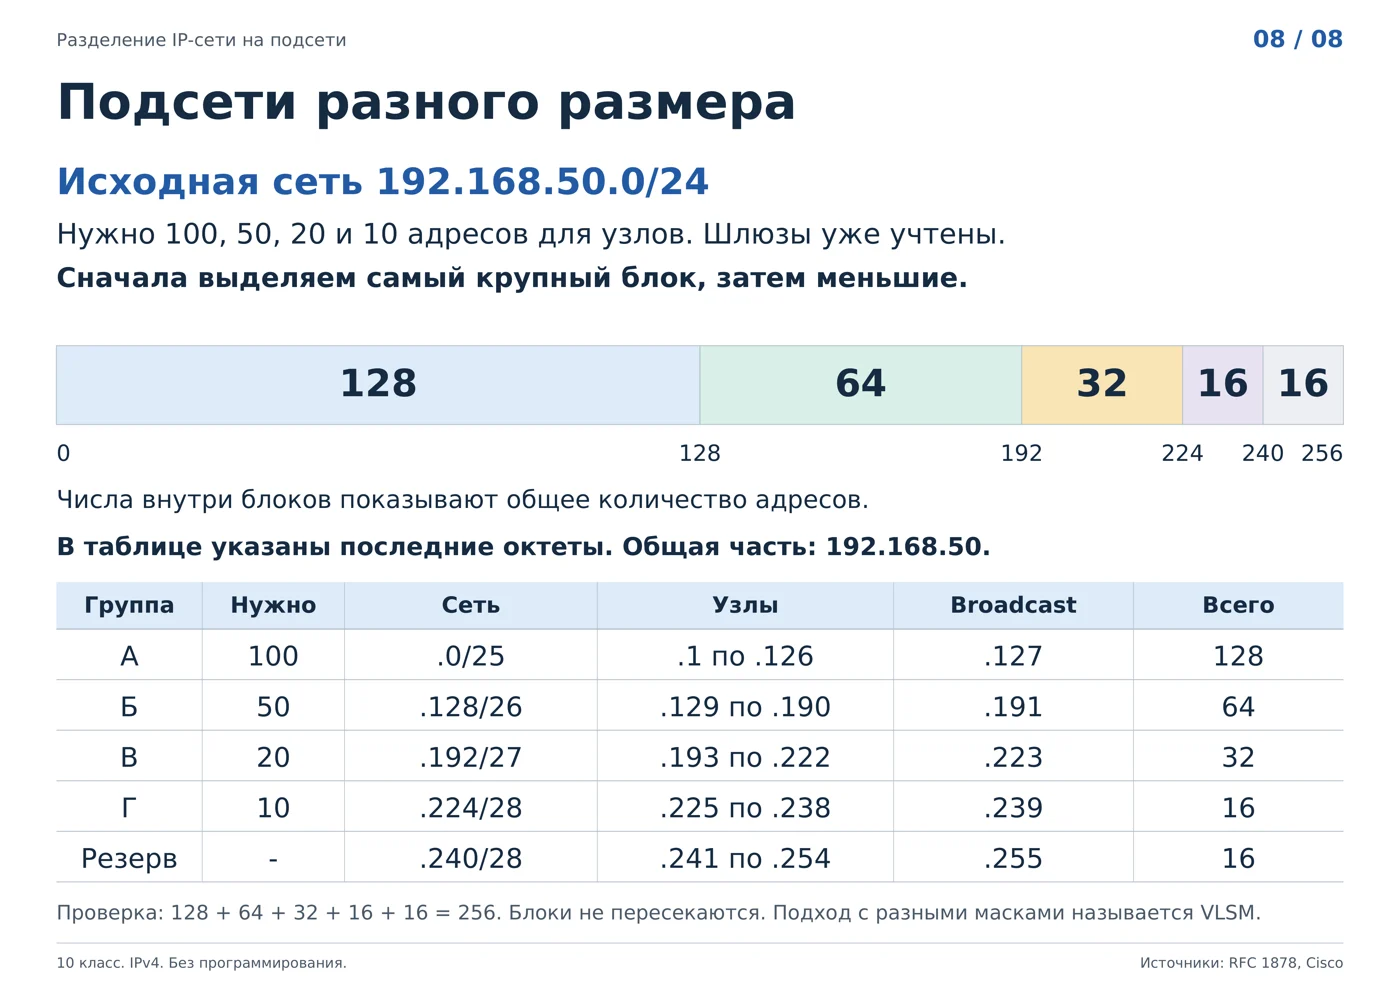 Разделение IP-сети на подсети
08 / 08
Подсети разного размера
Исходная сеть 192.168.50.0/24
Нужно 100, 50, 20 и 10 адресов для узлов. Шлюзы уже учтены.
Сначала выделяем самый крупный блок, затем меньшие.
128 64 32 16 16
0 128 192 224 240 256
Числа внутри блоков показывают общее количество адресов.
В таблице указаны последние октеты. Общая часть: 192.168.50.
Группа Нужно Сеть Узлы Broadcast Всего
А 100 .0/25 .1 по .126 .127 128
Б 50 .128/26 .129 по .190 .191 64
В 20 .192/27 .193 по .222 .223 32
Г 10 .224/28 .225 по .238 .239 16
Резерв - .240/28 .241 по .254 .255 16
Проверка: 128 + 64 + 32 + 16 + 16 = 256. Блоки не пересекаются. Подход с разными масками называется VLSM.
10 класс. IPv4. Без программирования.
Источники: RFC 1878, Cisco